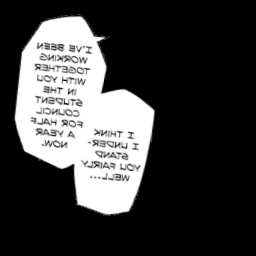 I'VE BEEN
WORKING
TOGETHER
WITH YOU
IN THE
STUDENT
COUNCIL
FOR HALF
A YEAR
NOW.
I THINK
I UNDER-
STAND
YOU FAIRLY
WELL...